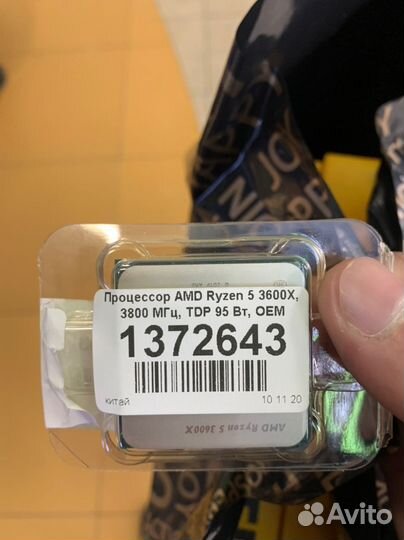 Процессор AMD Ryzen 5 3600X,
3800 МГц, TDP 95 Вт, OEM
1372643
китай 10 11 20
AMD Ryzen 5 3600X
Avito